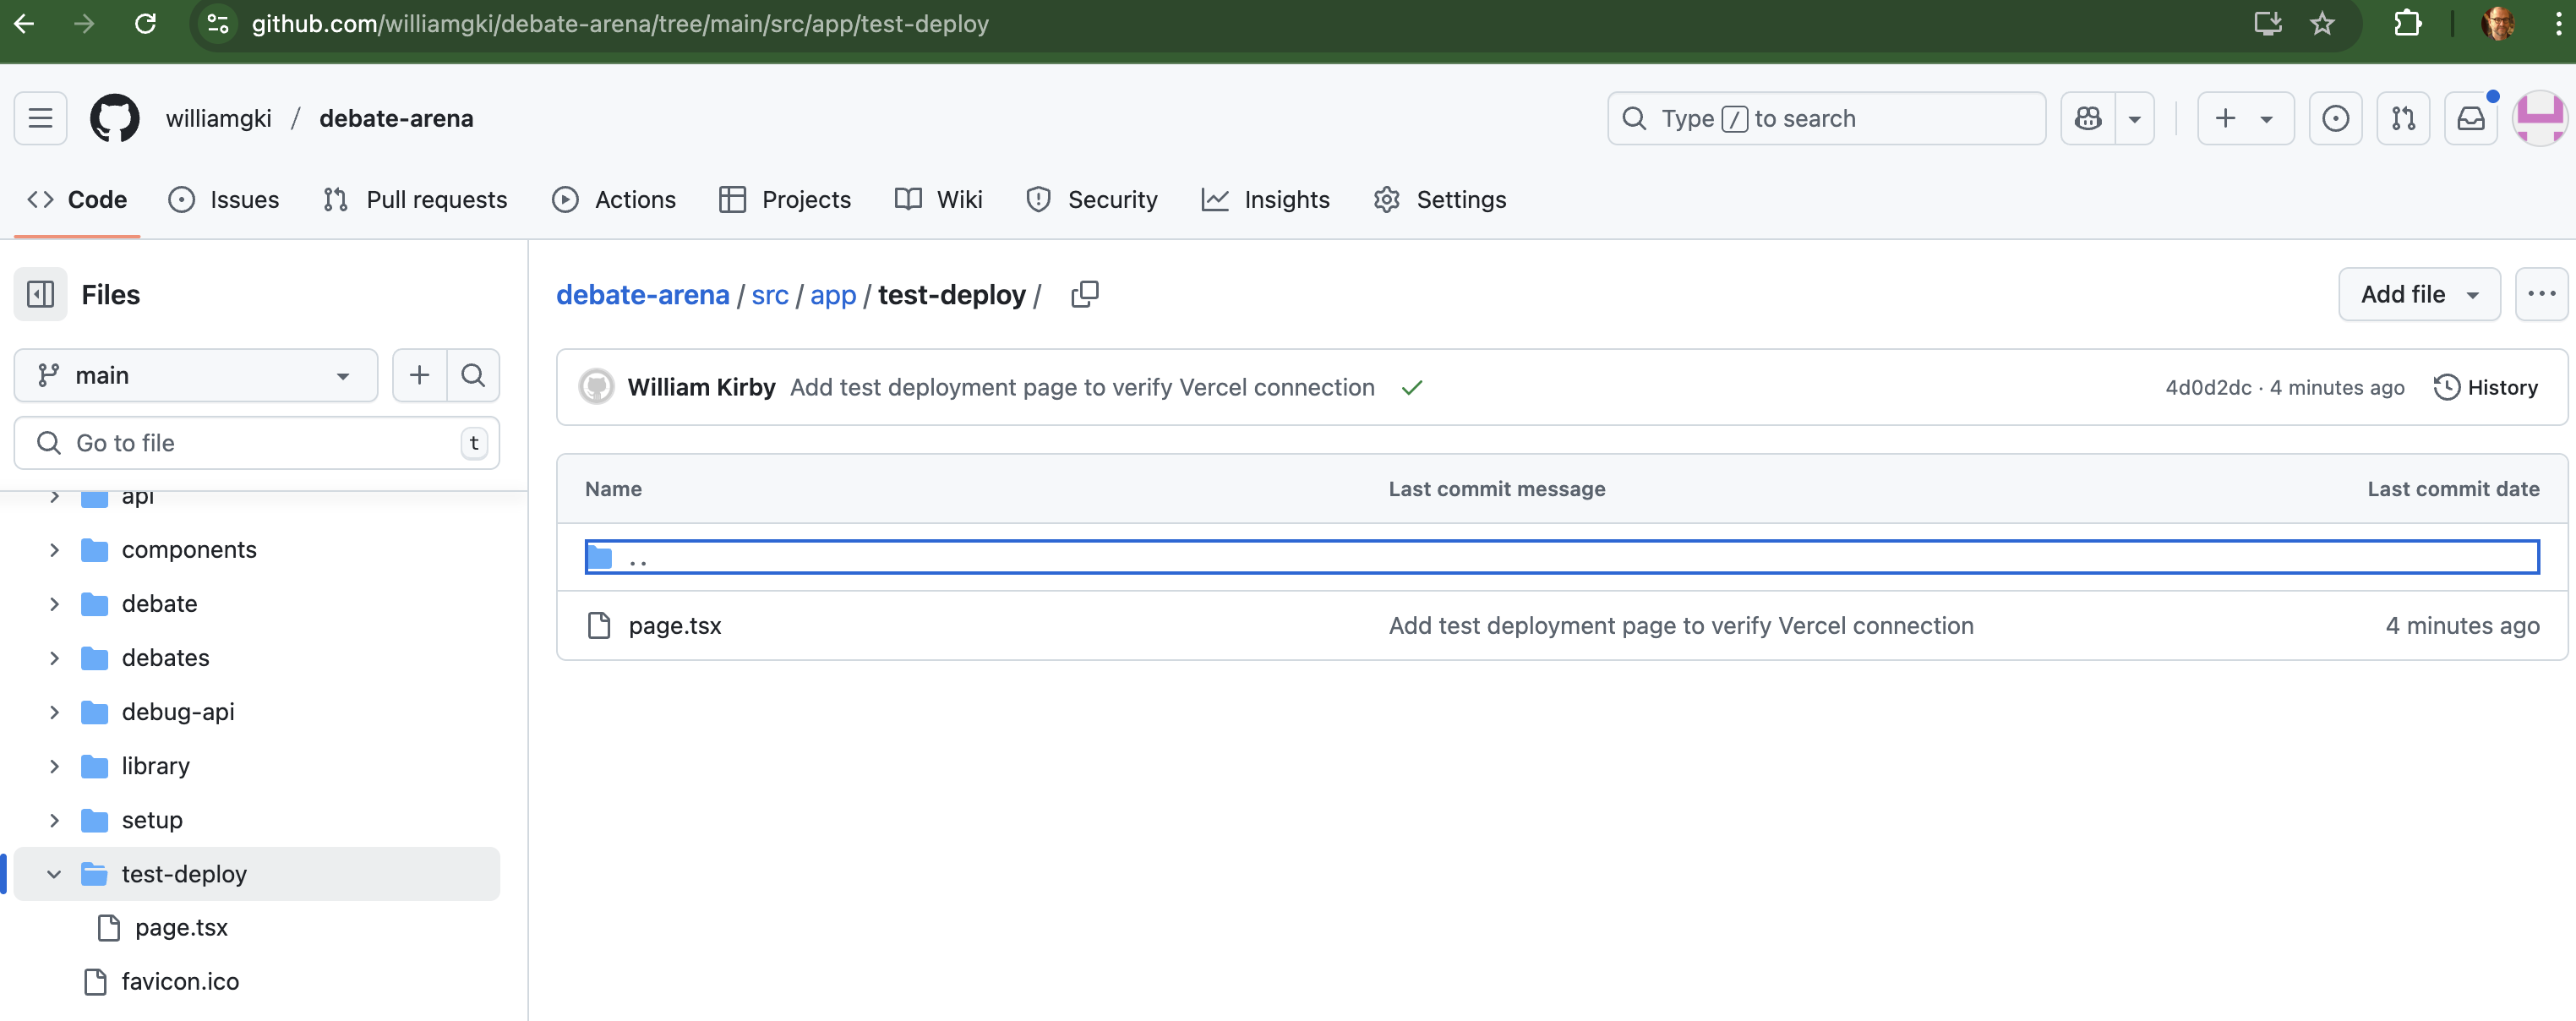 github.com/williamgki/debate-arena/tree/main/src/app/test-deploy
williamgki / debate-arena
Type / to search
Code
Issues
Pull requests
Actions
Projects
Wiki
Security
Insights
Settings
Files
main
Go to file
t
api
components
debate
debates
debug-api
library
setup
test-deploy
page.tsx
favicon.ico
debate-arena / src / app / test-deploy /
Add file
William Kirby Add test deployment page to verify Vercel connection
4d0d2dc · 4 minutes ago
History
Name Last commit message Last commit date
..
page.tsx Add test deployment page to verify Vercel connection 4 minutes ago